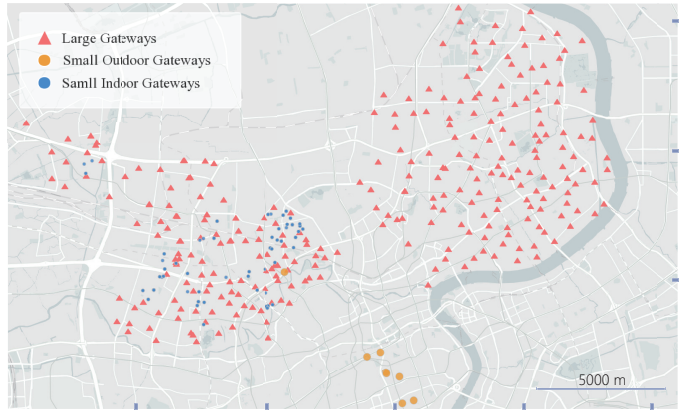 Large Gateways
Small Outdoor Gateways
Samll Indoor Gateways
5000 m